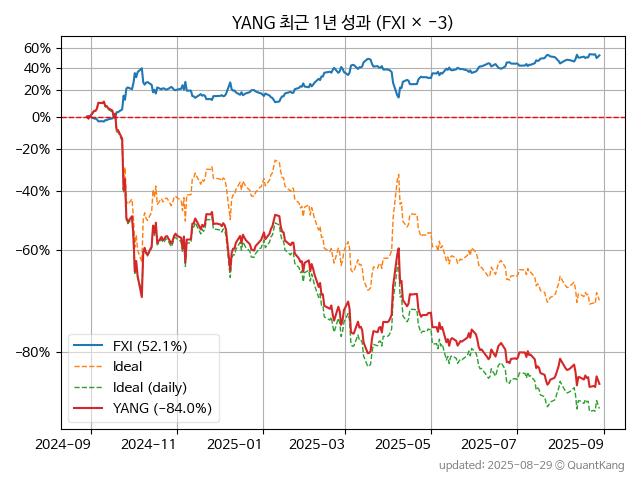 YANG 최근 1년 성과 (FXI × −3)
60%
40%
20%
0%
−20%
−40%
−60%
−80%
FXI (52.1%)
Ideal
Ideal (daily)
YANG (−84.0%)
2024-09 2024-11 2025-01 2025-03 2025-05 2025-07 2025-09
updated: 2025-08-29 © QuantKang